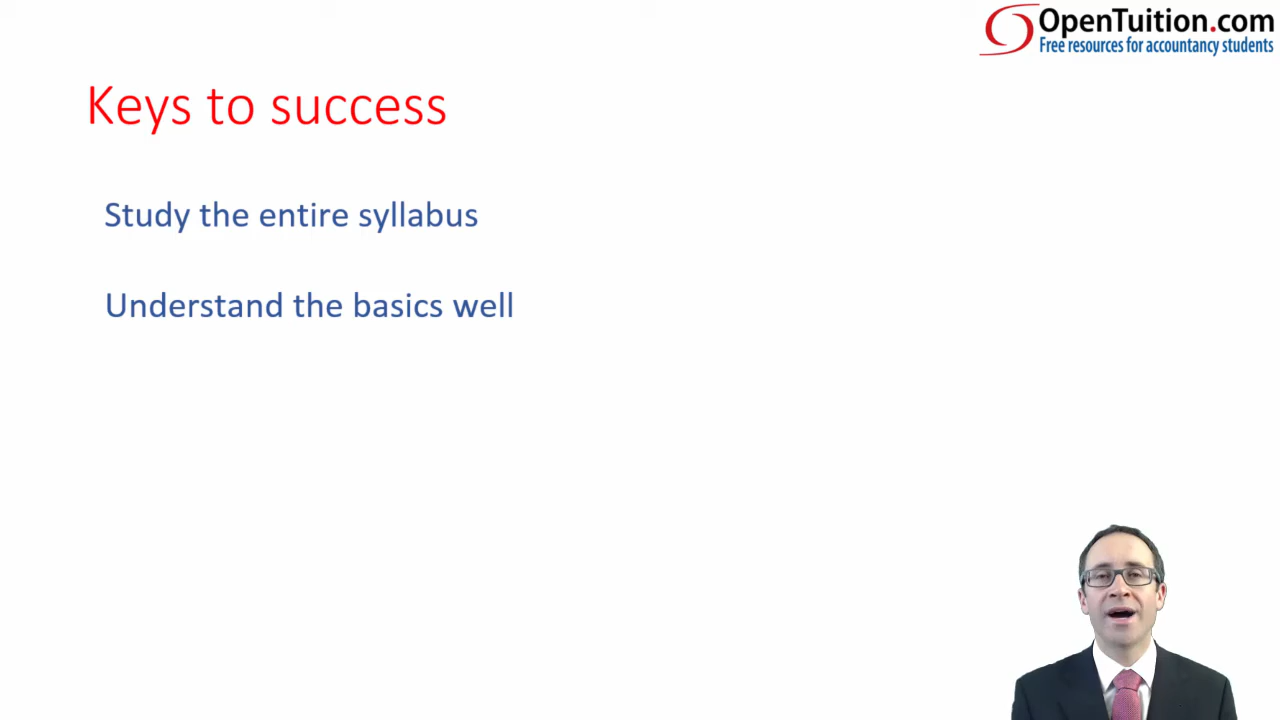 OpenTuition.com
Free resources for accountancy students
Keys to success
Study the entire syllabus
Understand the basics well